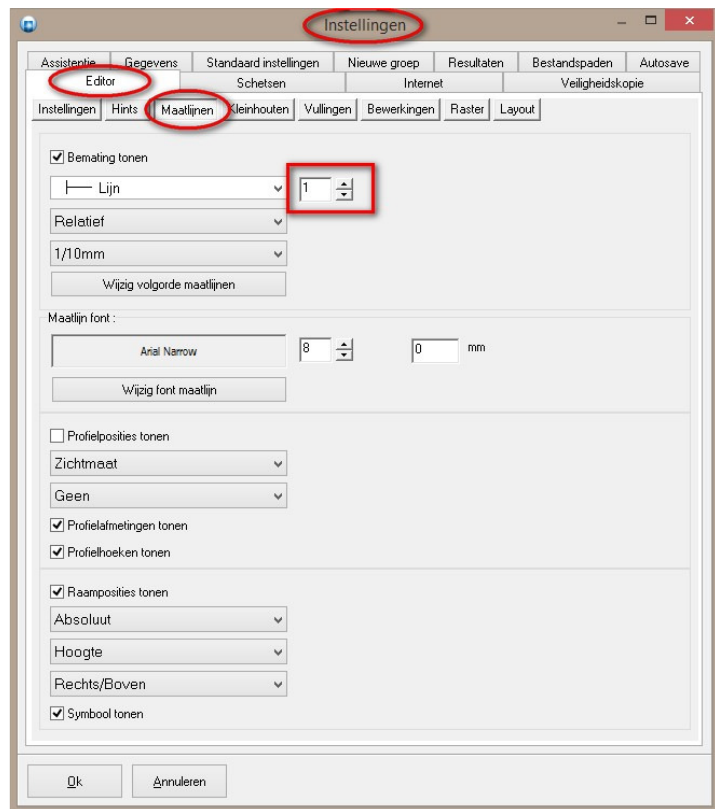 Instellingen
Assistentie Gegevens Standaard instellingen Nieuwe groep Resultaten Bestandspaden Autosave
Editor Schetsen Internet Veiligheidskopie
Instellingen Hints Maatlijnen Kleinhouten Vullingen Bewerkingen Raster Layout
Bemating tonen
Lijn 1
Relatief
1/10mm
Wijzig volgorde maatlijnen
Maatlijn font :
Arial Narrow 8 0 mm
Wijzig font maatlijn
Profielposities tonen
Zichtmaat
Geen
Profielafmetingen tonen
Profielhoeken tonen
Raamposities tonen
Absoluut
Hoogte
Rechts/Boven
Symbool tonen
Ok Annuleren